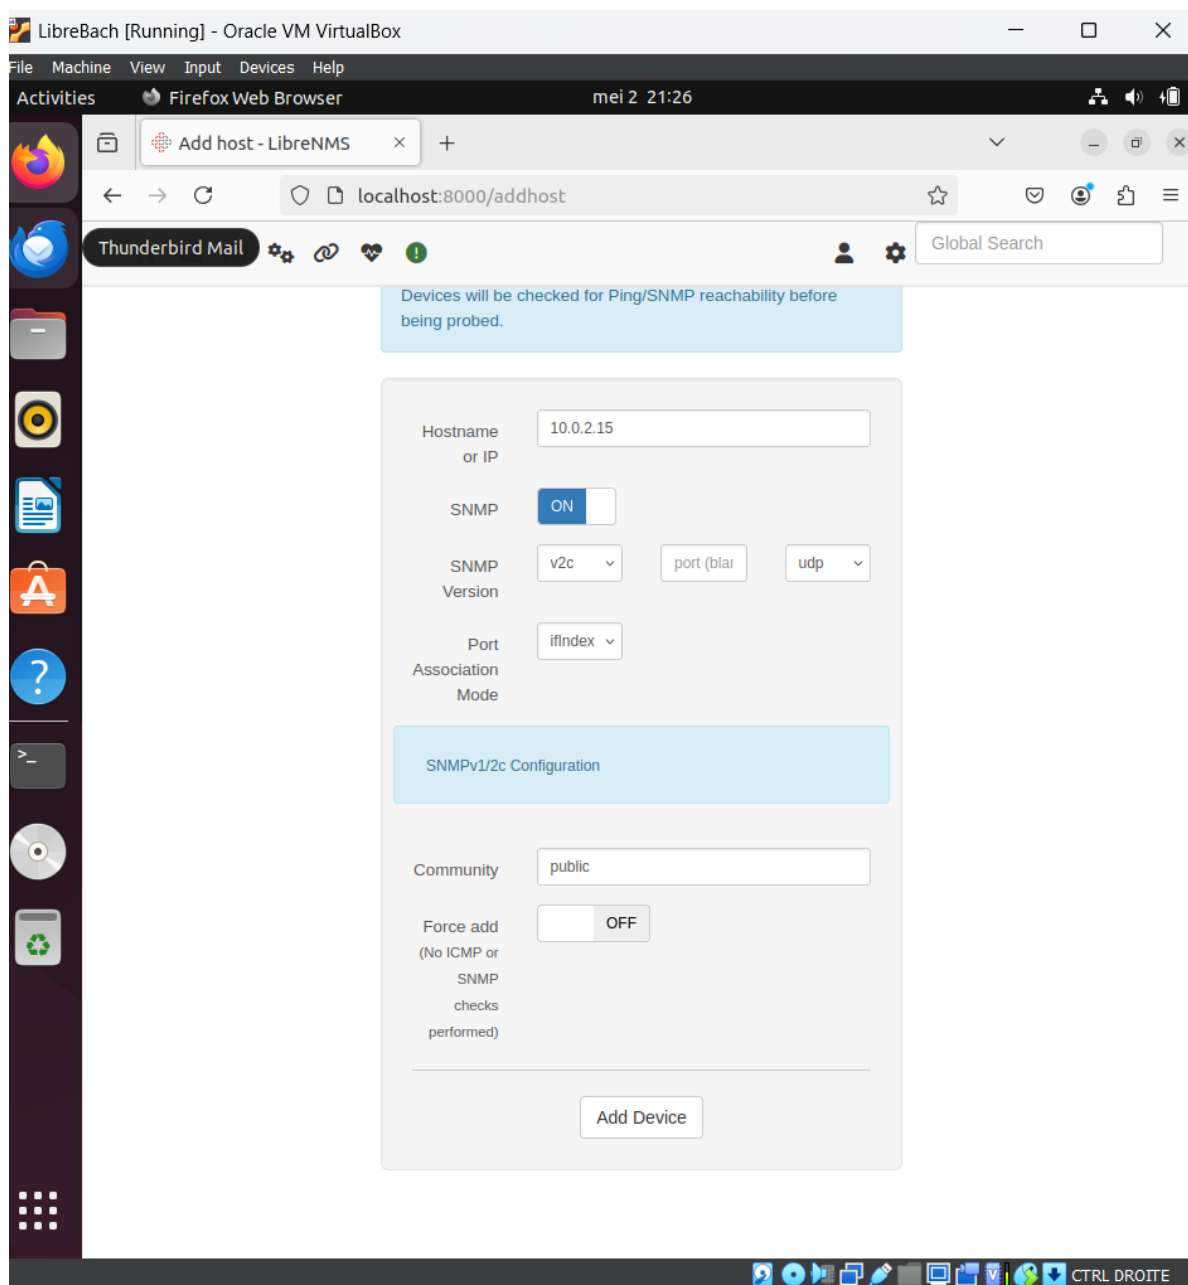 LibreBach [Running] - Oracle VM VirtualBox
File Machine View Input Devices Help
Activities Firefox Web Browser mei 2 21:26
Add host - LibreNMS
localhost:8000/addhost
Thunderbird Mail
Global Search
Devices will be checked for Ping/SNMP reachability before
being probed.
Hostname
or IP
10.0.2.15
SNMP
ON
SNMP
Version
v2c
port (blar
udp
Port
Association
Mode
ifIndex
SNMPv1/2c Configuration
Community
public
Force add
(No ICMP or
SNMP
checks
performed)
OFF
Add Device
CTRL DROITE